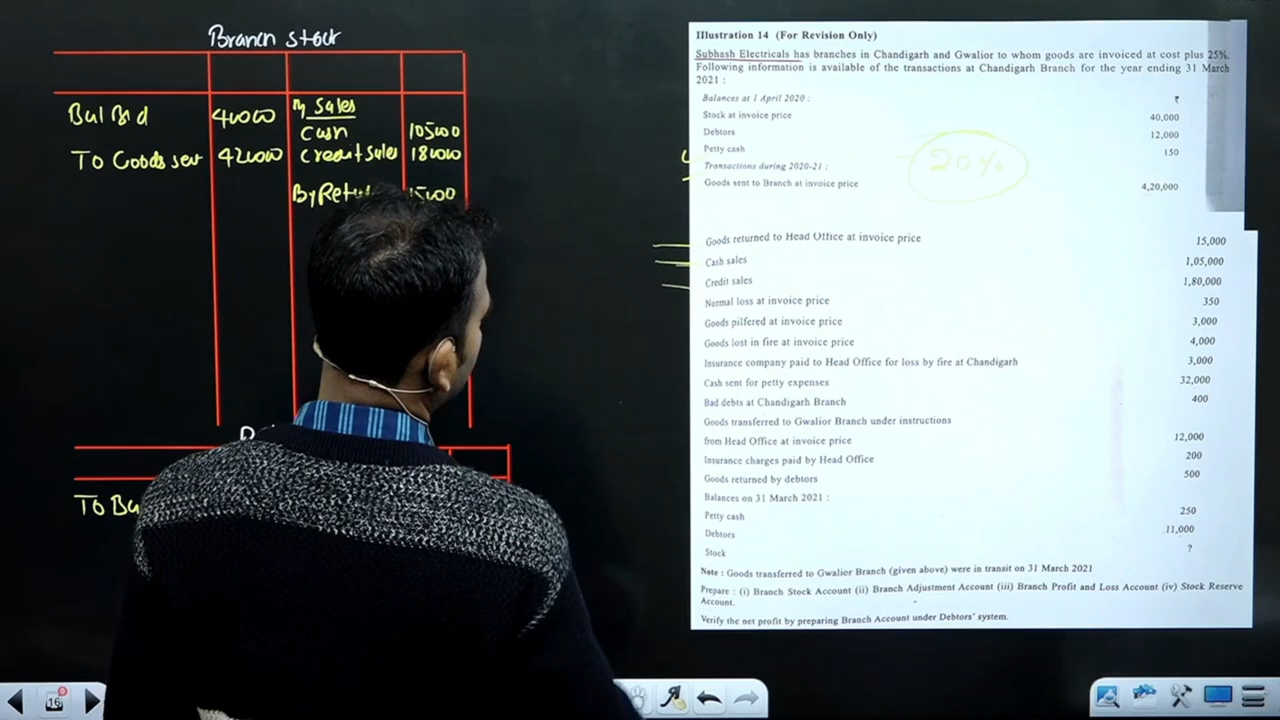 Branch stock
Bal B/d 40000 By Sales
Cash 105000
To Goods sent 420000 Credit Sales 180000
By Ret 15000
To Ba
20%
Illustration 14 (For Revision Only)
Subhash Electricals has branches in Chandigarh and Gwalior to whom goods are invoiced at cost plus 25%.
Following information is available of the transactions at Chandigarh Branch for the year ending 31 March
2021 :
Balances at 1 April 2020 : ₹
Stock at invoice price 40,000
Debtors 12,000
Petty cash 150
Transactions during 2020-21 :
Goods sent to Branch at invoice price 4,20,000
Goods returned to Head Office at invoice price 15,000
Cash sales 1,05,000
Credit sales 1,80,000
Normal loss at invoice price 350
Goods pilfered at invoice price 3,000
Goods lost in fire at invoice price 4,000
Insurance company paid to Head Office for loss by fire at Chandigarh 3,000
Cash sent for petty expenses 32,000
Bad debts at Chandigarh Branch 400
Goods transferred to Gwalior Branch under instructions
from Head Office at invoice price 12,000
Insurance charges paid by Head Office 200
Goods returned by debtors 500
Balances on 31 March 2021 :
Petty cash 250
Debtors 11,000
Stock ?
Note : Goods transferred to Gwalior Branch (given above) were in transit on 31 March 2021
Prepare : (i) Branch Stock Account (ii) Branch Adjustment Account (iii) Branch Profit and Loss Account (iv) Stock Reserve
Account.
Verify the net profit by preparing Branch Account under Debtors' system.
16